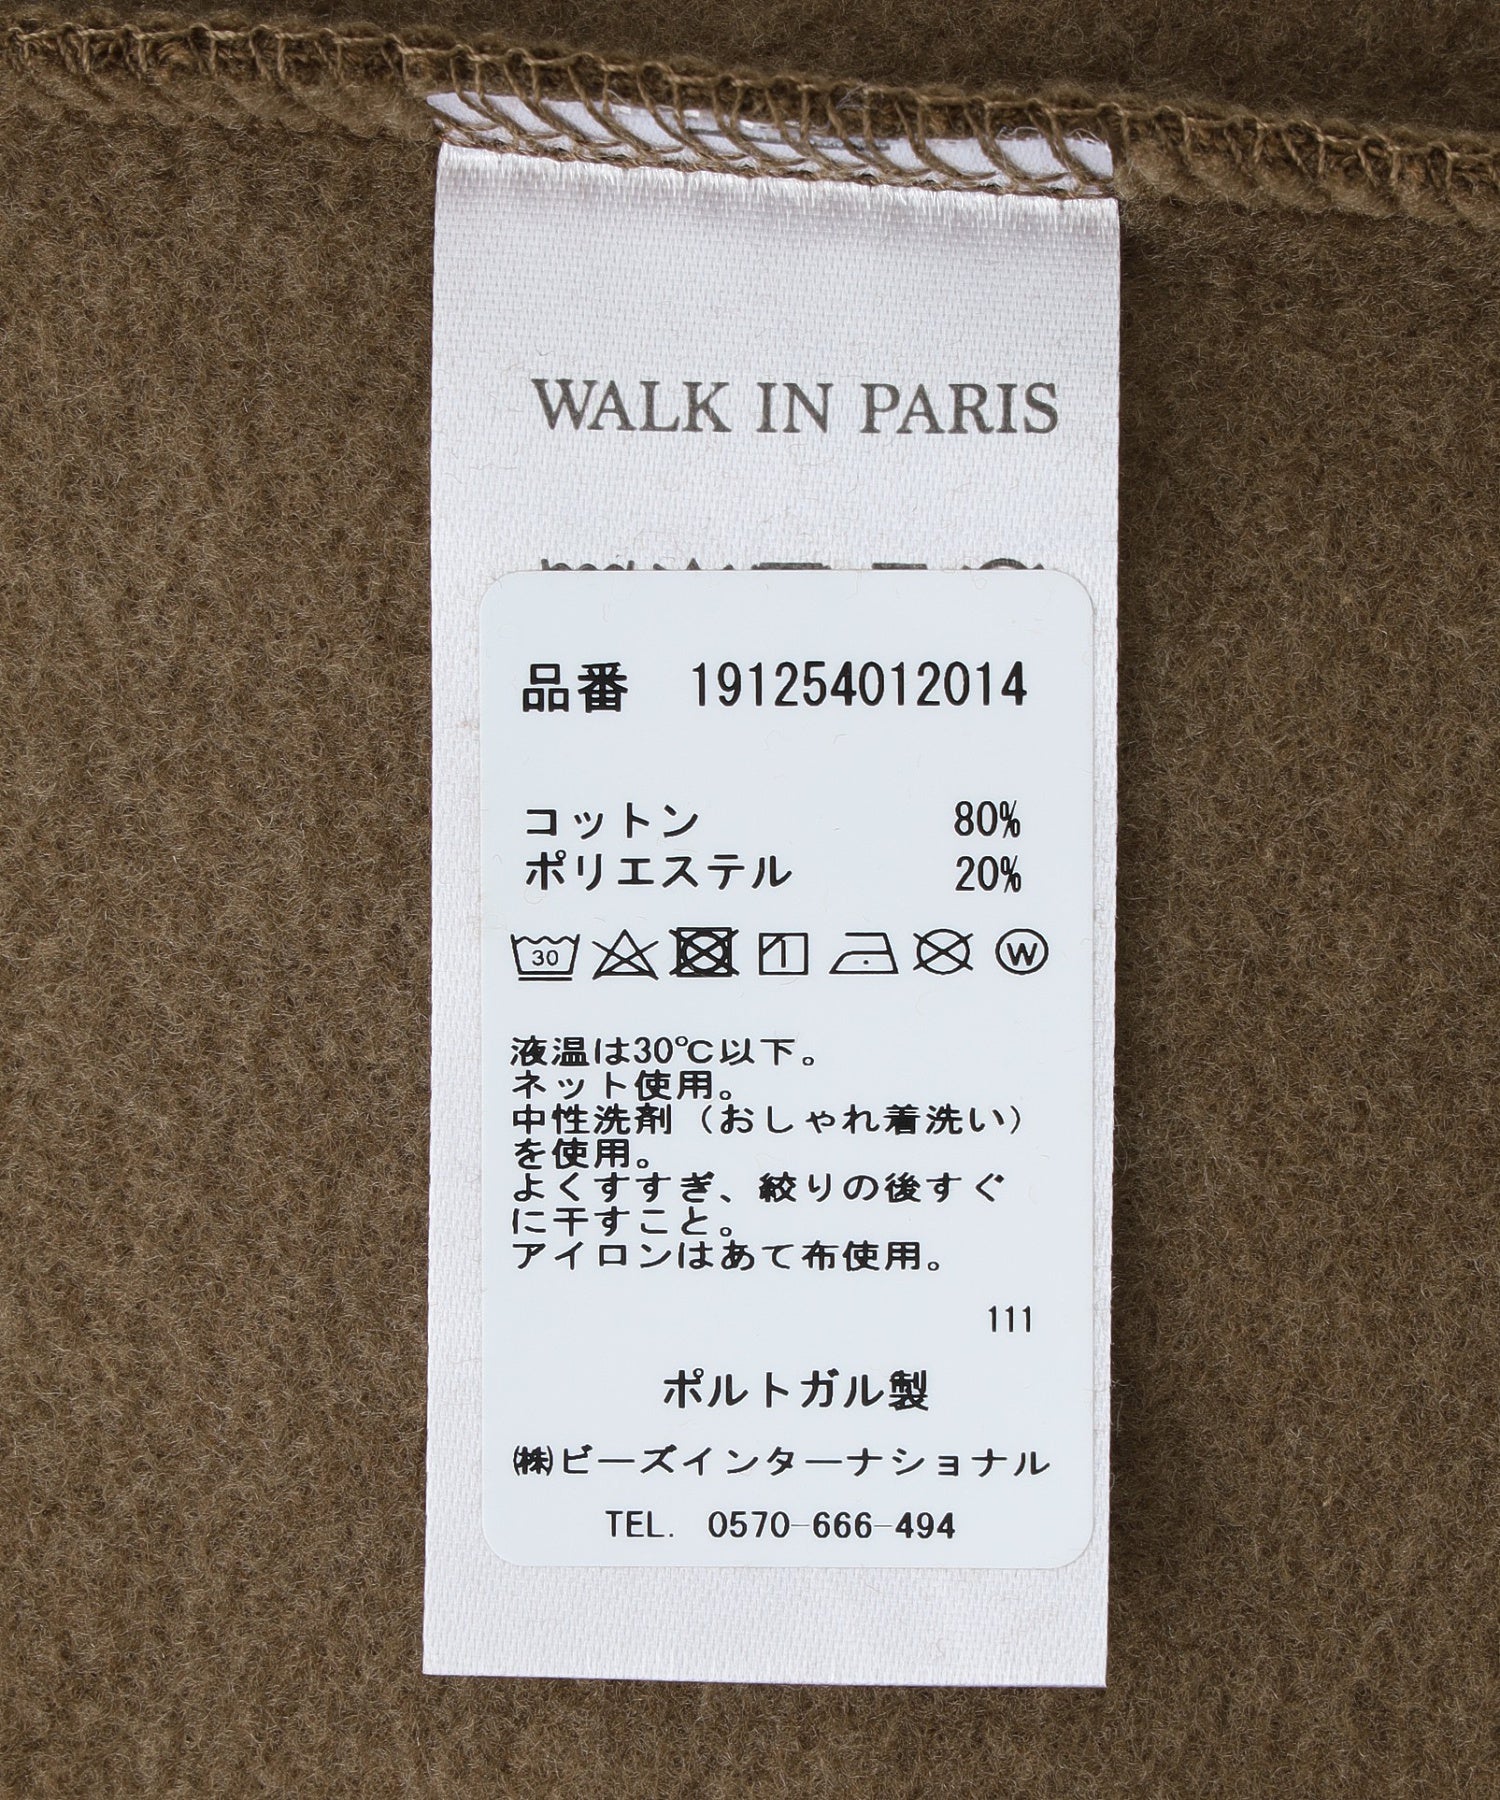 WALK IN PARIS
品番 191254012014
コットン 80%
ポリエステル 20%
30
1
W
液温は30℃以下。
ネット使用。
中性洗剤（おしゃれ着洗い）
を使用。
よくすすぎ、絞りの後すぐ
に干すこと。
アイロンはあて布使用。
111
ポルトガル製
㈱ビーズインターナショナル
TEL. 0570-666-494